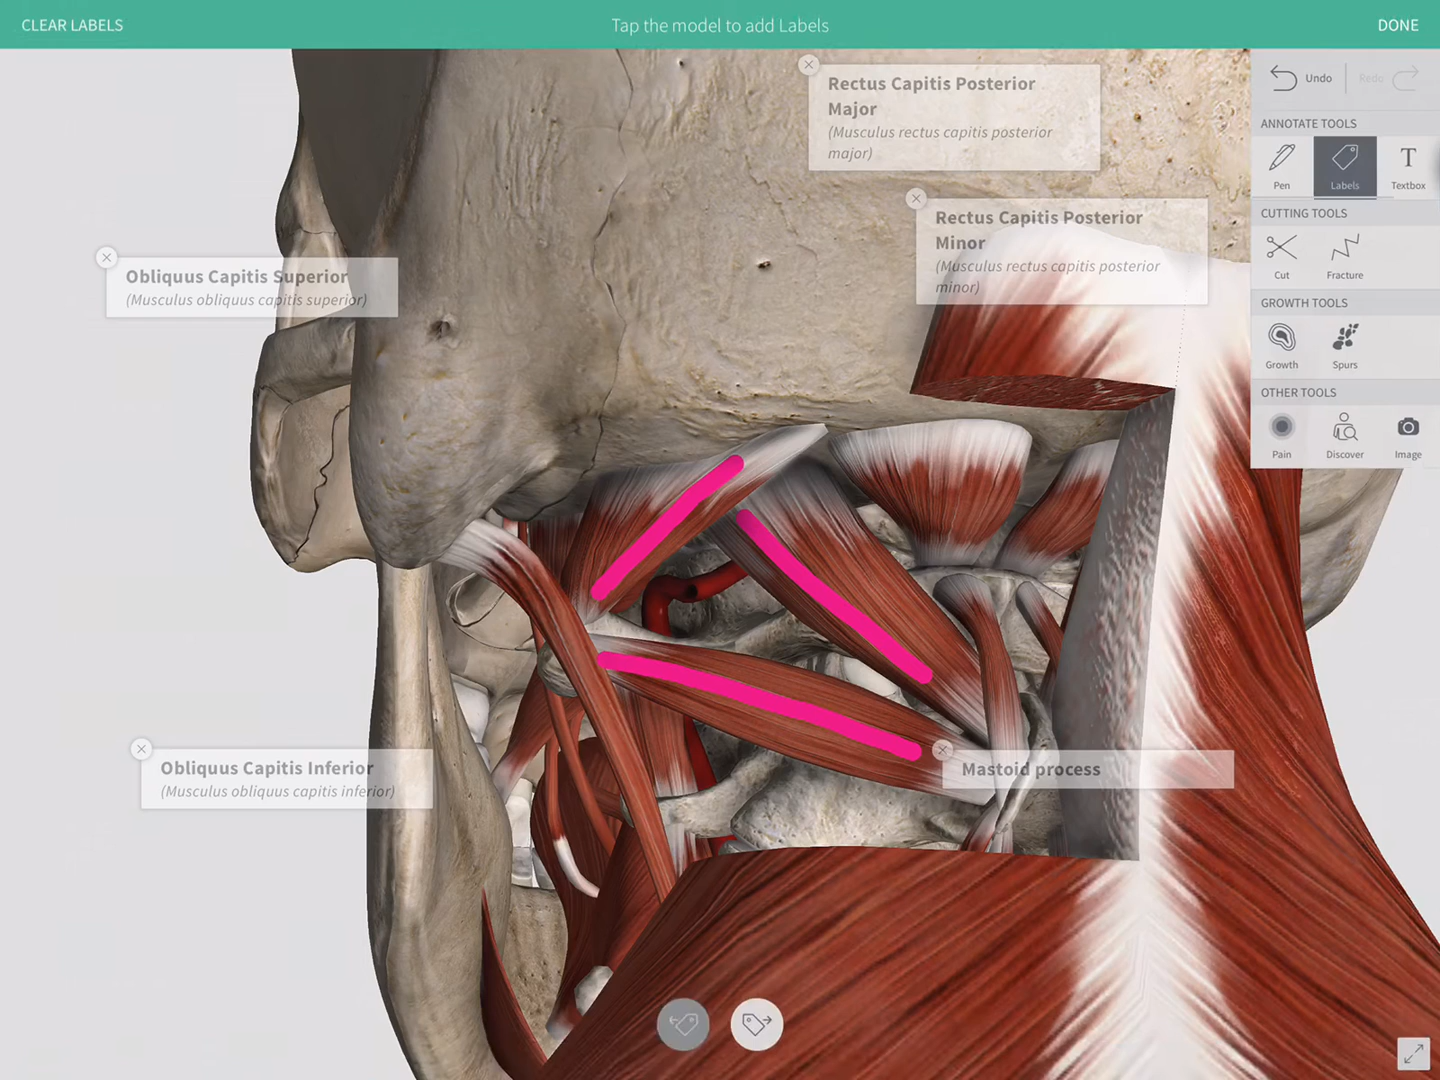 CLEAR LABELS
Tap the model to add Labels
DONE
Rectus Capitis Posterior
Major
(Musculus rectus capitis posterior
major)
Rectus Capitis Posterior
Minor
(Musculus rectus capitis posterior
minor)
Obliquus Capitis Superior
(Musculus obliquus capitis superior)
Obliquus Capitis Inferior
(Musculus obliquus capitis inferior)
Mastoid process
Undo
Redo
ANNOTATE TOOLS
Pen
Labels
Textbox
CUTTING TOOLS
Cut
Fracture
GROWTH TOOLS
Growth
Spurs
OTHER TOOLS
Pain
Discover
Image